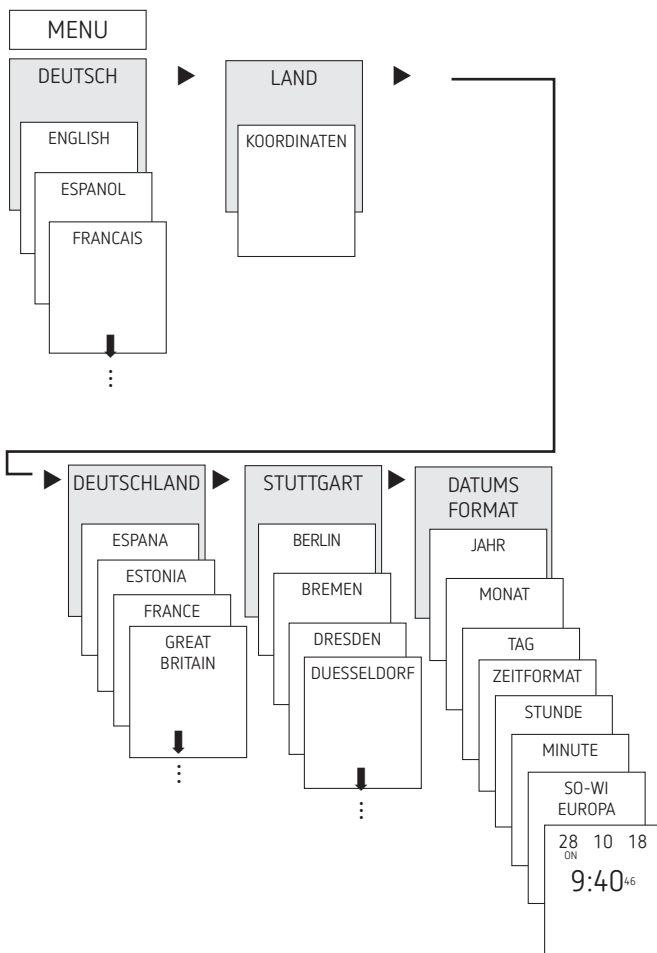 MENU
DEUTSCH
ENGLISH
ESPANOL
FRANCAIS
⋮
LAND
KOORDINATEN
DEUTSCHLAND
ESPANA
ESTONIA
FRANCE
GREAT
BRITAIN
⋮
STUTTGART
BERLIN
BREMEN
DRESDEN
DUESSELDORF
⋮
DATUMS
FORMAT
JAHR
MONAT
TAG
ZEITFORMAT
STUNDE
MINUTE
SO-WI
EUROPA
28 10 18
ON
9:40 46